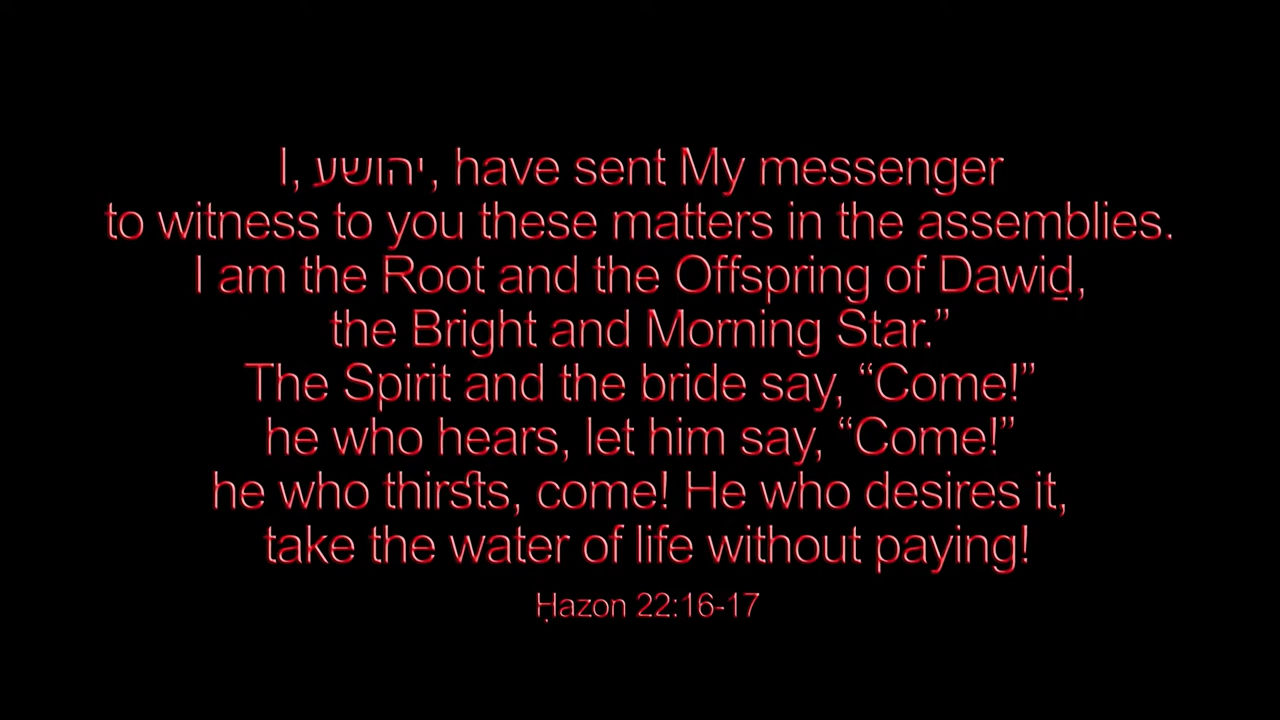 I, יהושע, have sent My messenger
to witness to you these matters in the assemblies.
I am the Root and the Offspring of Dawiḏ,
the Bright and Morning Star.”
The Spirit and the bride say, “Come!”
he who hears, let him say, “Come!”
he who thirsts, come! He who desires it,
take the water of life without paying!
Ḥazon 22:16-17